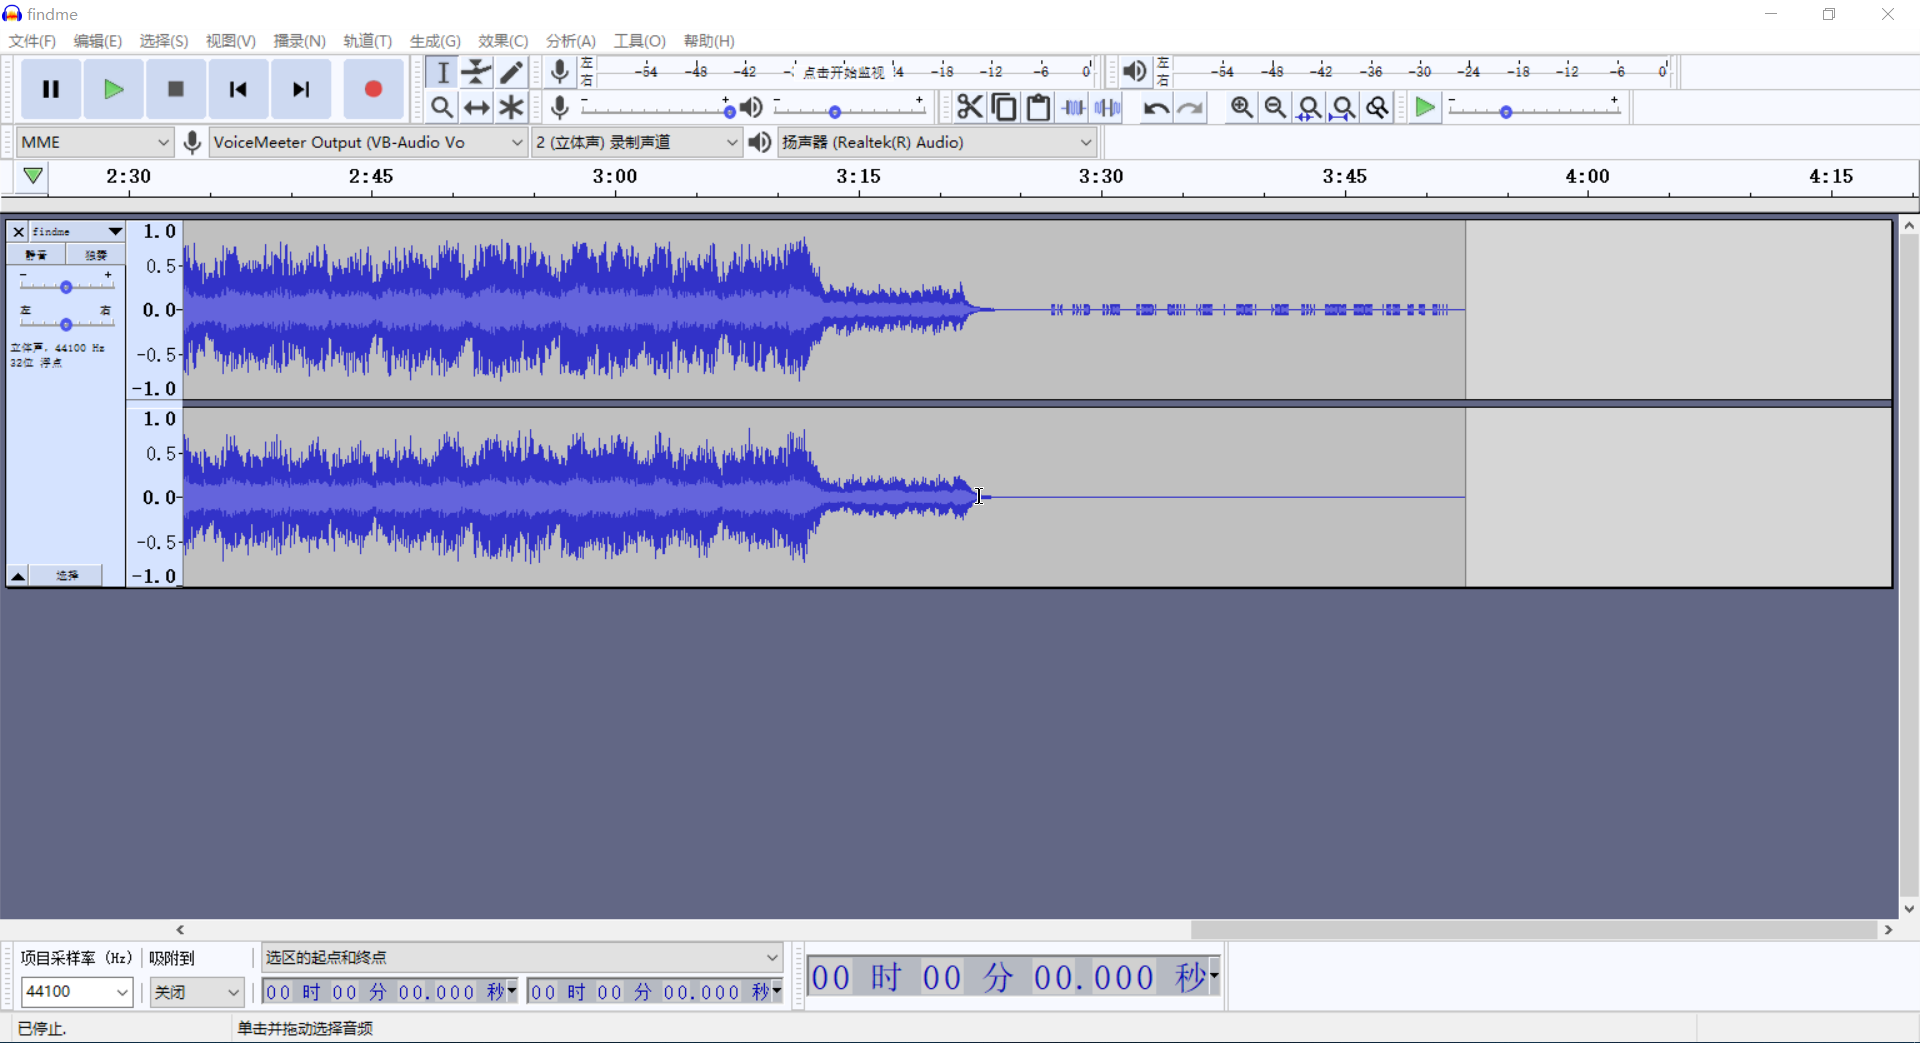 findme
文件(F) 编辑(E) 选择(S) 视图(V) 播录(N) 轨道(T) 生成(G) 效果(C) 分析(A) 工具(O) 帮助(H)
左 右 -54 -48 -42 -: 点击开始监视 !4 -18 -12 -6 0
左 右 -54 -48 -42 -36 -30 -24 -18 -12 -6 0
- + - + - +
MME VoiceMeeter Output (VB-Audio Vo 2 (立体声) 录制声道 扬声器 (Realtek(R) Audio)
2:30 2:45 3:00 3:15 3:30 3:45 4:00 4:15
findme
静音 独奏
- +
左 右
立体声, 44100 Hz
32位 浮点
1.0
0.5
0.0
-0.5
-1.0
1.0
0.5
0.0
-0.5
-1.0
选择
项目采样率 (Hz) 吸附到 选区的起点和终点
44100 关闭 00 时 00 分 00.000 秒 00 时 00 分 00.000 秒
00 时 00 分 00.000 秒
已停止. 单击并拖动选择音频